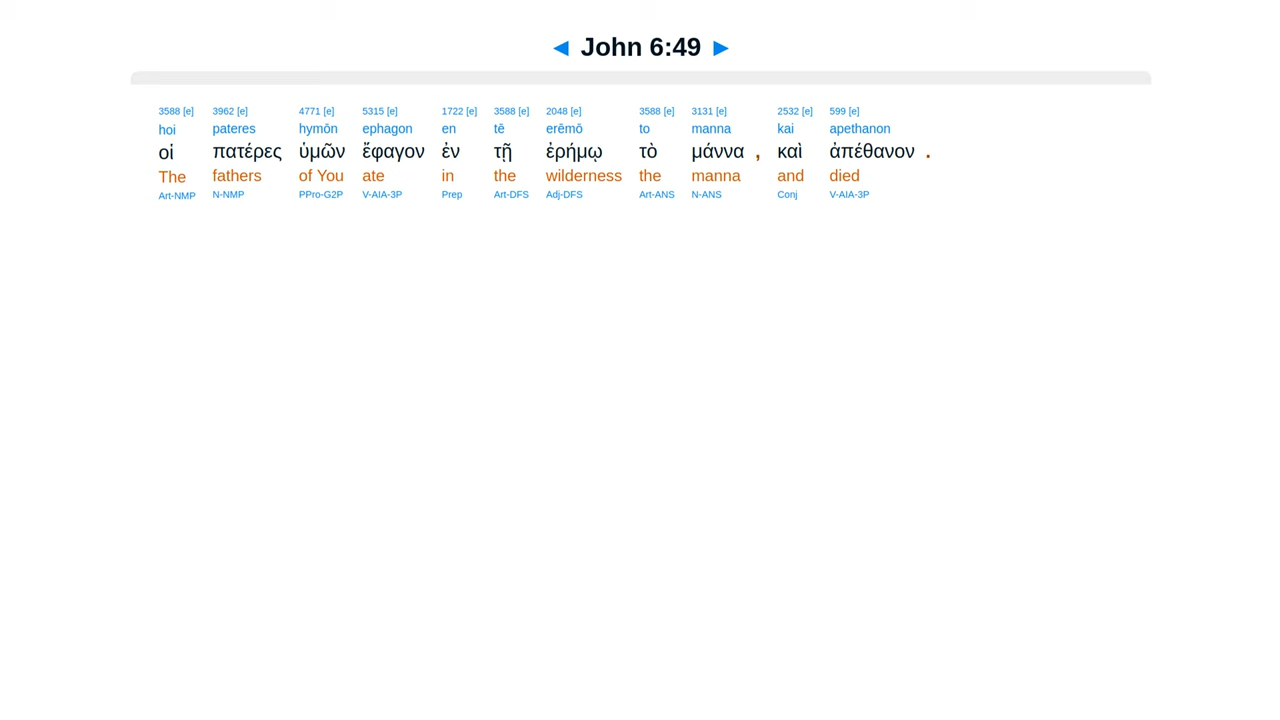 ◄ John 6:49 ►
3588 [e] 3962 [e] 4771 [e] 5315 [e] 1722 [e] 3588 [e] 2048 [e] 3588 [e] 3131 [e] 2532 [e] 599 [e]
hoi pateres hymōn ephagon en tē erēmō to manna kai apethanon
οἱ πατέρες ὑμῶν ἔφαγον ἐν τῇ ἐρήμῳ τὸ μάννα , καὶ ἀπέθανον .
The fathers of You ate in the wilderness the manna and died
Art-NMP N-NMP PPro-G2P V-AIA-3P Prep Art-DFS Adj-DFS Art-ANS N-ANS Conj V-AIA-3P